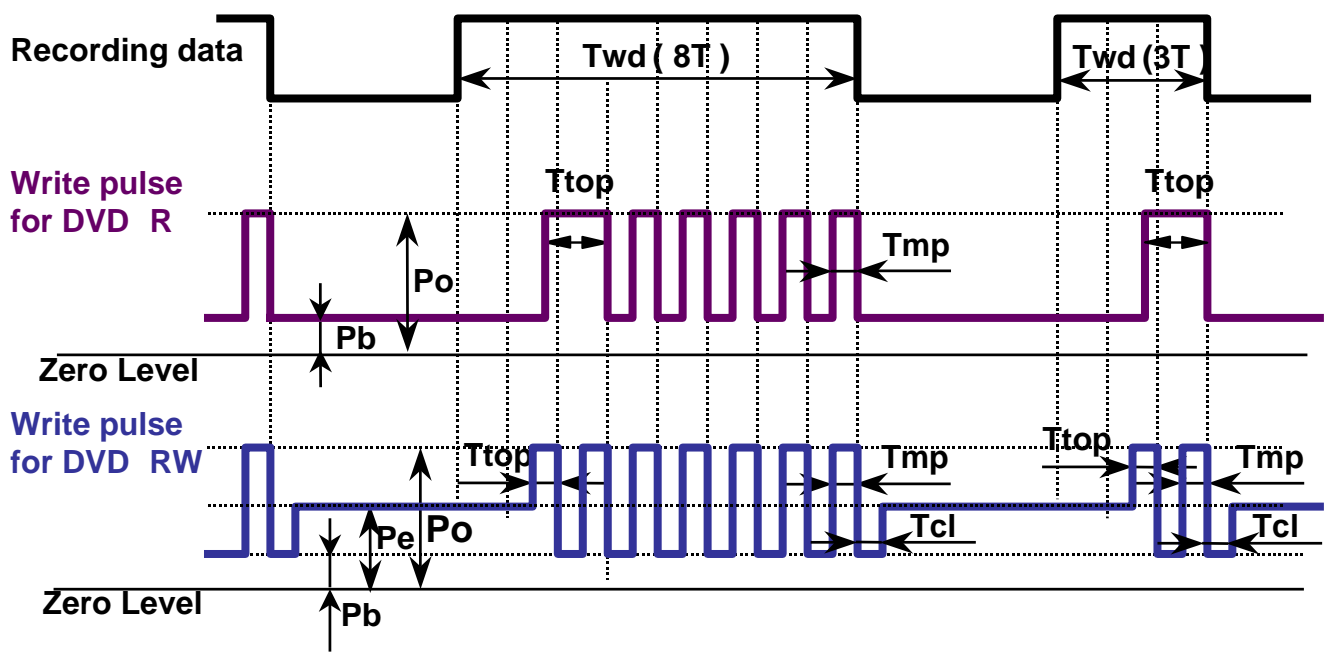 Recording data
Twd ( 8T )
Twd (3T )
Write pulse
for DVD R
Ttop
Ttop
Po
Tmp
Pb
Zero Level
Write pulse
for DVD RW
Ttop
Tmp
Ttop
Tmp
Pe
Po
Tcl
Tcl
Zero Level
Pb